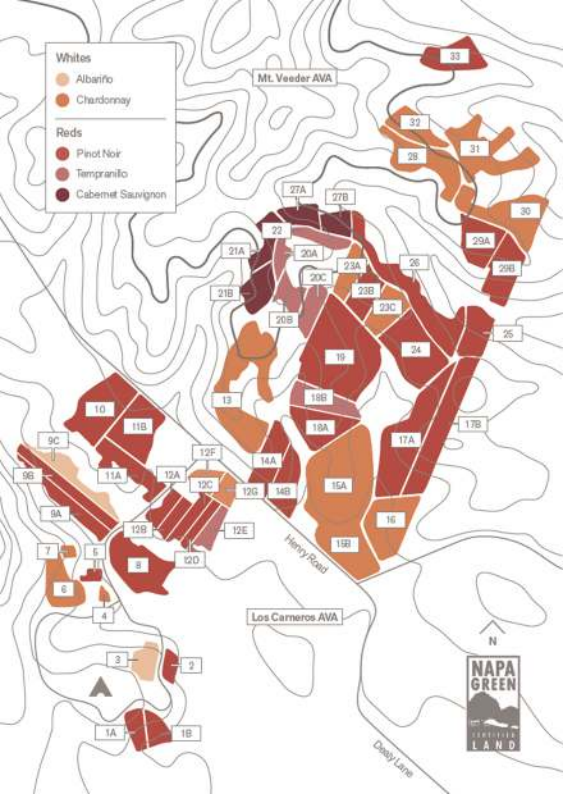 Whites
Albariño
Chardonnay
Reds
Pinot Noir
Tempranillo
Cabernet Sauvignon
Mt. Veeder AVA
33
32
31
28
30
27A
27B
22
29A
21A
20A
23A
26
29B
20C
23B
21B
23C
20B
25
19
24
10
18B
13
11B
18A
17B
9C
17A
12F
14A
9B
11A
12A
12C
15A
12G
14B
9A
16
12B
12E
7
5
15B
12D
8
Henry Road
6
4
Los Carneros AVA
N
3
2
NAPA
GREEN
CERTIFIED
LAND
1A
1B
Dealy Lane